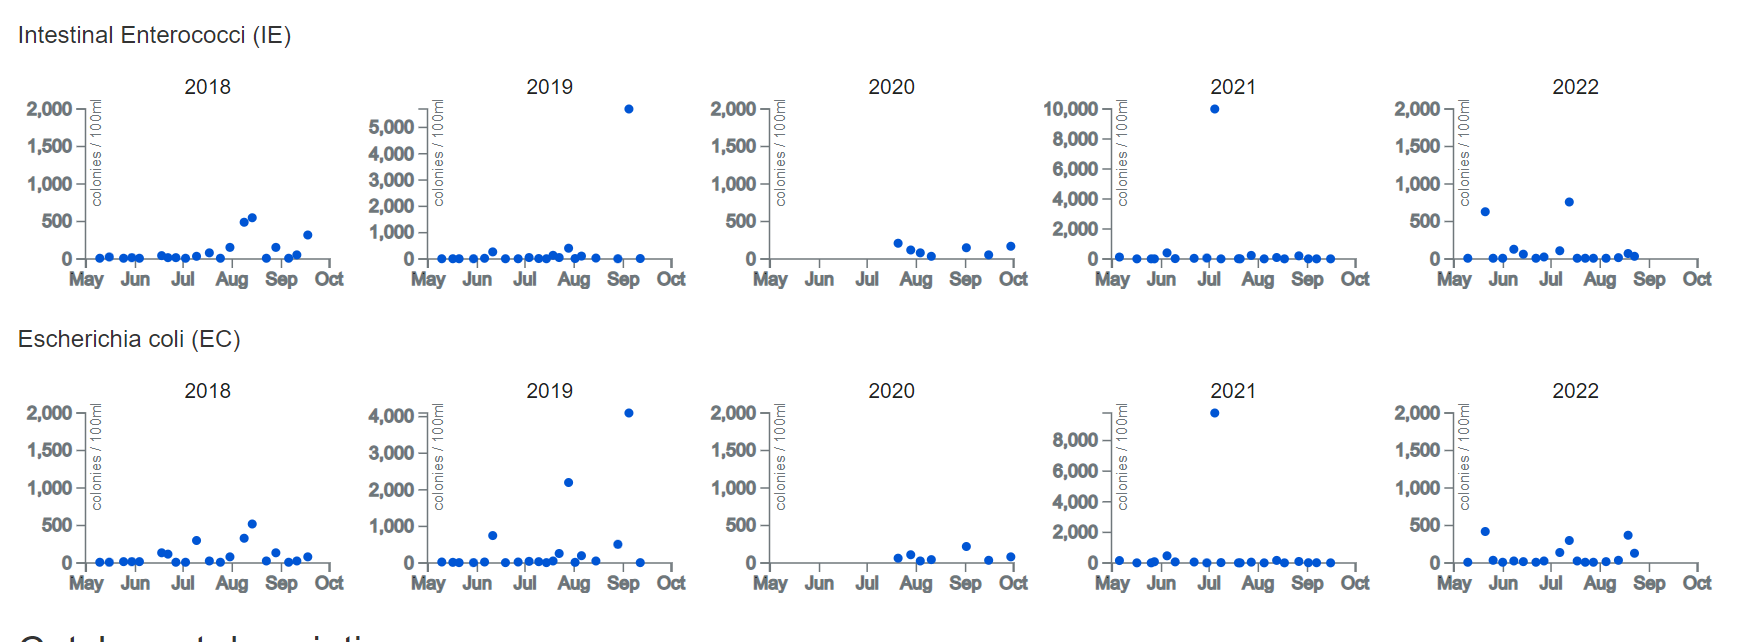 Intestinal Enterococci (IE)
2018 2019 2020 2021 2022
2,000 1,500 1,000 500 0
colonies / 100ml
May Jun Jul Aug Sep Oct
5,000 4,000 3,000 2,000 1,000 0
colonies / 100ml
May Jun Jul Aug Sep Oct
2,000 1,500 1,000 500 0
colonies / 100ml
May Jun Jul Aug Sep Oct
10,000 8,000 6,000 4,000 2,000 0
colonies / 100ml
May Jun Jul Aug Sep Oct
2,000 1,500 1,000 500 0
colonies / 100ml
May Jun Jul Aug Sep Oct
Escherichia coli (EC)
2018 2019 2020 2021 2022
2,000 1,500 1,000 500 0
colonies / 100ml
May Jun Jul Aug Sep Oct
4,000 3,000 2,000 1,000 0
colonies / 100ml
May Jun Jul Aug Sep Oct
2,000 1,500 1,000 500 0
colonies / 100ml
May Jun Jul Aug Sep Oct
8,000 6,000 4,000 2,000 0
colonies / 100ml
May Jun Jul Aug Sep Oct
2,000 1,500 1,000 500 0
colonies / 100ml
May Jun Jul Aug Sep Oct